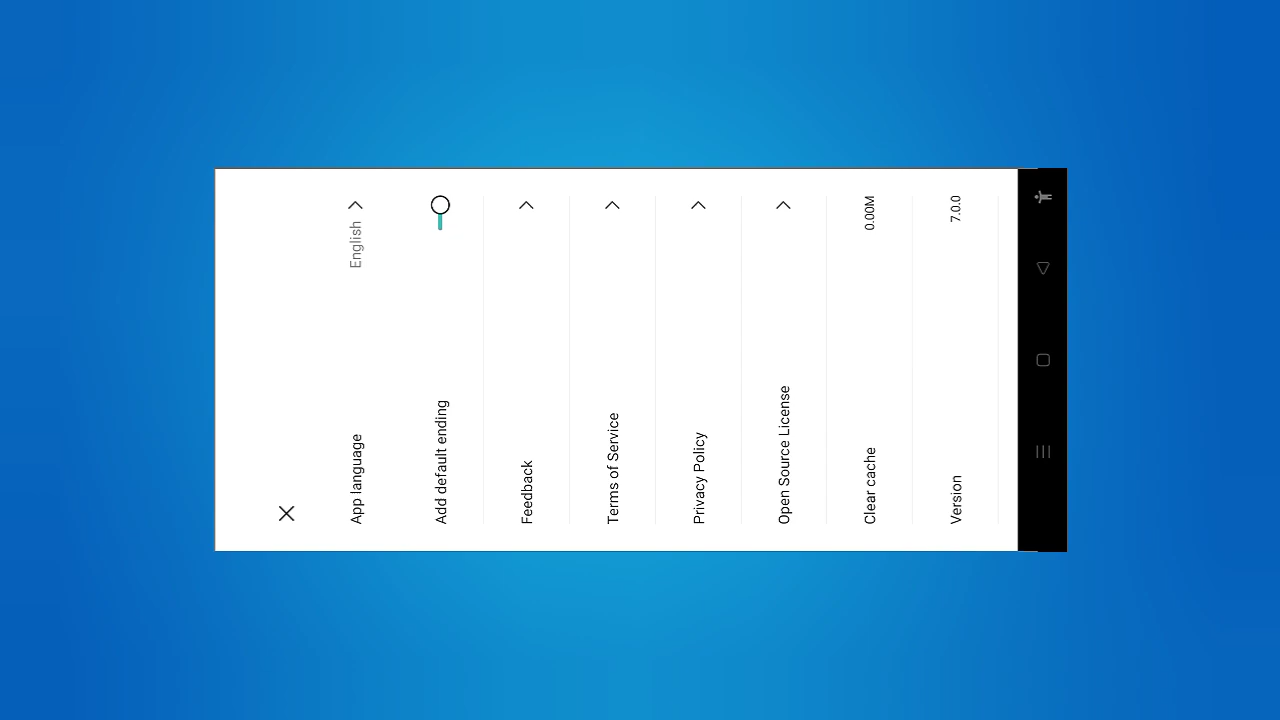 App language English
Add default ending
Feedback
Terms of Service
Privacy Policy
Open Source License
Clear cache 0.00M
Version 7.0.0